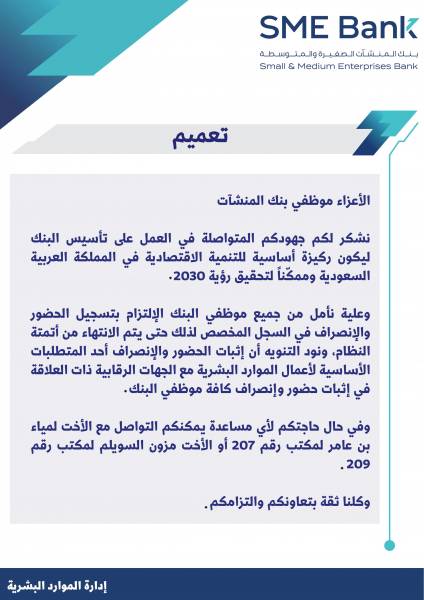 SME Bank
بنك المنشآت الصغيرة والمتوسطة
Small & Medium Enterprises Bank
تعميم
الأعزاء موظفي بنك المنشآت
نشكر لكم جهودكم المتواصلة في العمل على تأسيس البنك
ليكون ركيزة أساسية للتنمية الاقتصادية في المملكة العربية
السعودية وممكّناً لتحقيق رؤية 2030.
وعلية نأمل من جميع موظفي البنك الإلتزام بتسجيل الحضور
والإنصراف في السجل المخصص لذلك حتى يتم الانتهاء من أتمتة
النظام، ونود التنويه أن إثبات الحضور والإنصراف أحد المتطلبات
الأساسية لأعمال الموارد البشرية مع الجهات الرقابية ذات العلاقة
في إثبات حضور وإنصراف كافة موظفي البنك.
وفي حال حاجتكم لأي مساعدة يمكنكم التواصل مع الأخت لمياء
بن عامر لمكتب رقم 207 أو الأخت مزون السويلم لمكتب رقم
209.
وكلنا ثقة بتعاونكم والتزامكم.
إدارة الموارد البشرية